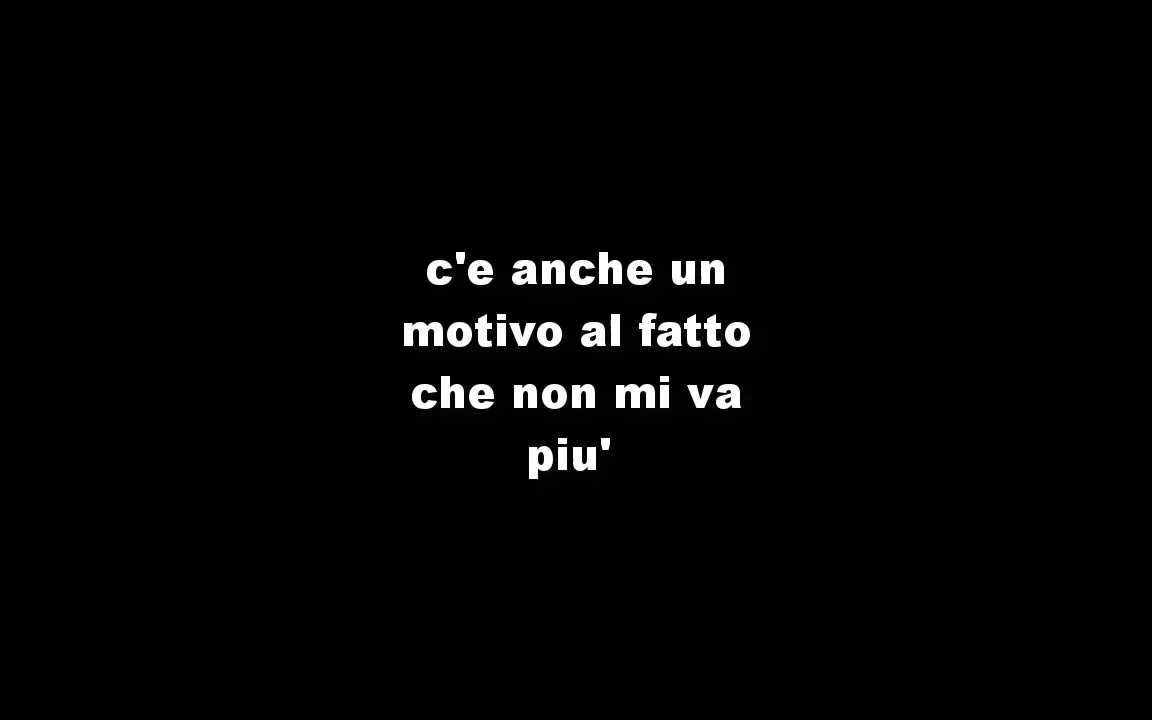 c'e anche un
motivo al fatto
che non mi va
piu'